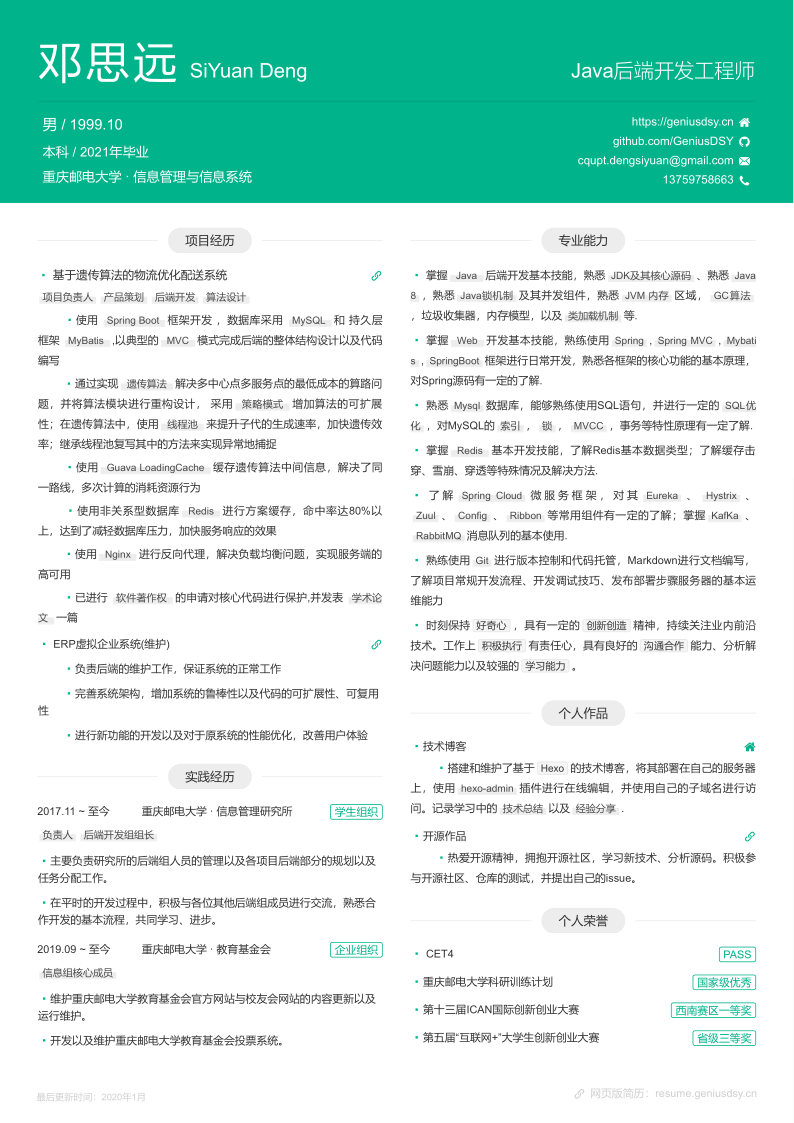 邓思远 SiYuan Deng
Java后端开发工程师
男 / 1999.10
本科 / 2021年毕业
重庆邮电大学 · 信息管理与信息系统
https://geniusdsy.cn
github.com/GeniusDSY
cqupt.dengsiyuan@gmail.com
13759758663
项目经历
· 基于遗传算法的物流优化配送系统
项目负责人 产品策划 后端开发 算法设计
• 使用 Spring Boot 框架开发 ，数据库采用 MySQL 和 持久层
框架 MyBatis ,以典型的 MVC 模式完成后端的整体结构设计以及代码
编写
• 通过实现 遗传算法 解决多中心点多服务点的最低成本的算路问
题，并将算法模块进行重构设计， 采用 策略模式 增加算法的可扩展
性；在遗传算法中，使用 线程池 来提升子代的生成速率，加快遗传效
率；继承线程池复写其中的方法来实现异常地捕捉
• 使用 Guava LoadingCache 缓存遗传算法中间信息，解决了同
一路线，多次计算的消耗资源行为
• 使用非关系型数据库 Redis 进行方案缓存，命中率达80%以
上，达到了减轻数据库压力，加快服务响应的效果
• 使用 Nginx 进行反向代理，解决负载均衡问题，实现服务端的
高可用
• 已进行 软件著作权 的申请对核心代码进行保护,并发表 学术论
文 一篇
· ERP虚拟企业系统(维护)
• 负责后端的维护工作，保证系统的正常工作
• 完善系统架构，增加系统的鲁棒性以及代码的可扩展性、可复用
性
• 进行新功能的开发以及对于原系统的性能优化，改善用户体验
实践经历
2017.11 ~ 至今 重庆邮电大学 · 信息管理研究所 学生组织
负责人 后端开发组组长
· 主要负责研究所的后端组人员的管理以及各项目后端部分的规划以及
任务分配工作。
· 在平时的开发过程中，积极与各位其他后端组成员进行交流，熟悉合
作开发的基本流程，共同学习、进步。
2019.09 ~ 至今 重庆邮电大学 · 教育基金会 企业组织
信息组核心成员
· 维护重庆邮电大学教育基金会官方网站与校友会网站的内容更新以及
运行维护。
· 开发以及维护重庆邮电大学教育基金会投票系统。
专业能力
· 掌握 Java 后端开发基本技能，熟悉 JDK及其核心源码 、熟悉 Java
8 ，熟悉 Java锁机制 及其并发组件，熟悉 JVM 内存 区域， GC算法
，垃圾收集器，内存模型，以及 类加载机制 等.
· 掌握 Web 开发基本技能，熟练使用 Spring , Spring MVC , Mybati
s , SpringBoot 框架进行日常开发，熟悉各框架的核心功能的基本原理，
对Spring源码有一定的了解.
· 熟悉 Mysql 数据库，能够熟练使用SQL语句，并进行一定的 SQL优
化 ，对MySQL的 索引 ， 锁 ， MVCC ，事务等特性原理有一定了解.
· 掌握 Redis 基本开发技能，了解Redis基本数据类型；了解缓存击
穿、雪崩、穿透等特殊情况及解决方法.
· 了解 Spring Cloud 微服务框架，对其 Eureka 、 Hystrix 、
Zuul 、 Config 、 Ribbon 等常用组件有一定的了解；掌握 KafKa 、
RabbitMQ 消息队列的基本使用.
· 熟练使用 Git 进行版本控制和代码托管，Markdown进行文档编写，
了解项目常规开发流程、开发调试技巧、发布部署步骤服务器的基本运
维能力
· 时刻保持 好奇心 ，具有一定的 创新创造 精神，持续关注业内前沿
技术。工作上 积极执行 有责任心，具有良好的 沟通合作 能力、分析解
决问题能力以及较强的 学习能力 。
个人作品
· 技术博客
• 搭建和维护了基于 Hexo 的技术博客，将其部署在自己的服务器
上，使用 hexo-admin 插件进行在线编辑，并使用自己的子域名进行访
问。记录学习中的 技术总结 以及 经验分享 .
· 开源作品
• 热爱开源精神，拥抱开源社区，学习新技术、分析源码。积极参
与开源社区、仓库的测试，并提出自己的issue。
个人荣誉
· CET4 PASS
· 重庆邮电大学科研训练计划 国家级优秀
· 第十三届ICAN国际创新创业大赛 西南赛区一等奖
· 第五届“互联网+”大学生创新创业大赛 省级三等奖
最后更新时间：2020年1月
网页版简历：resume.geniusdsy.cn